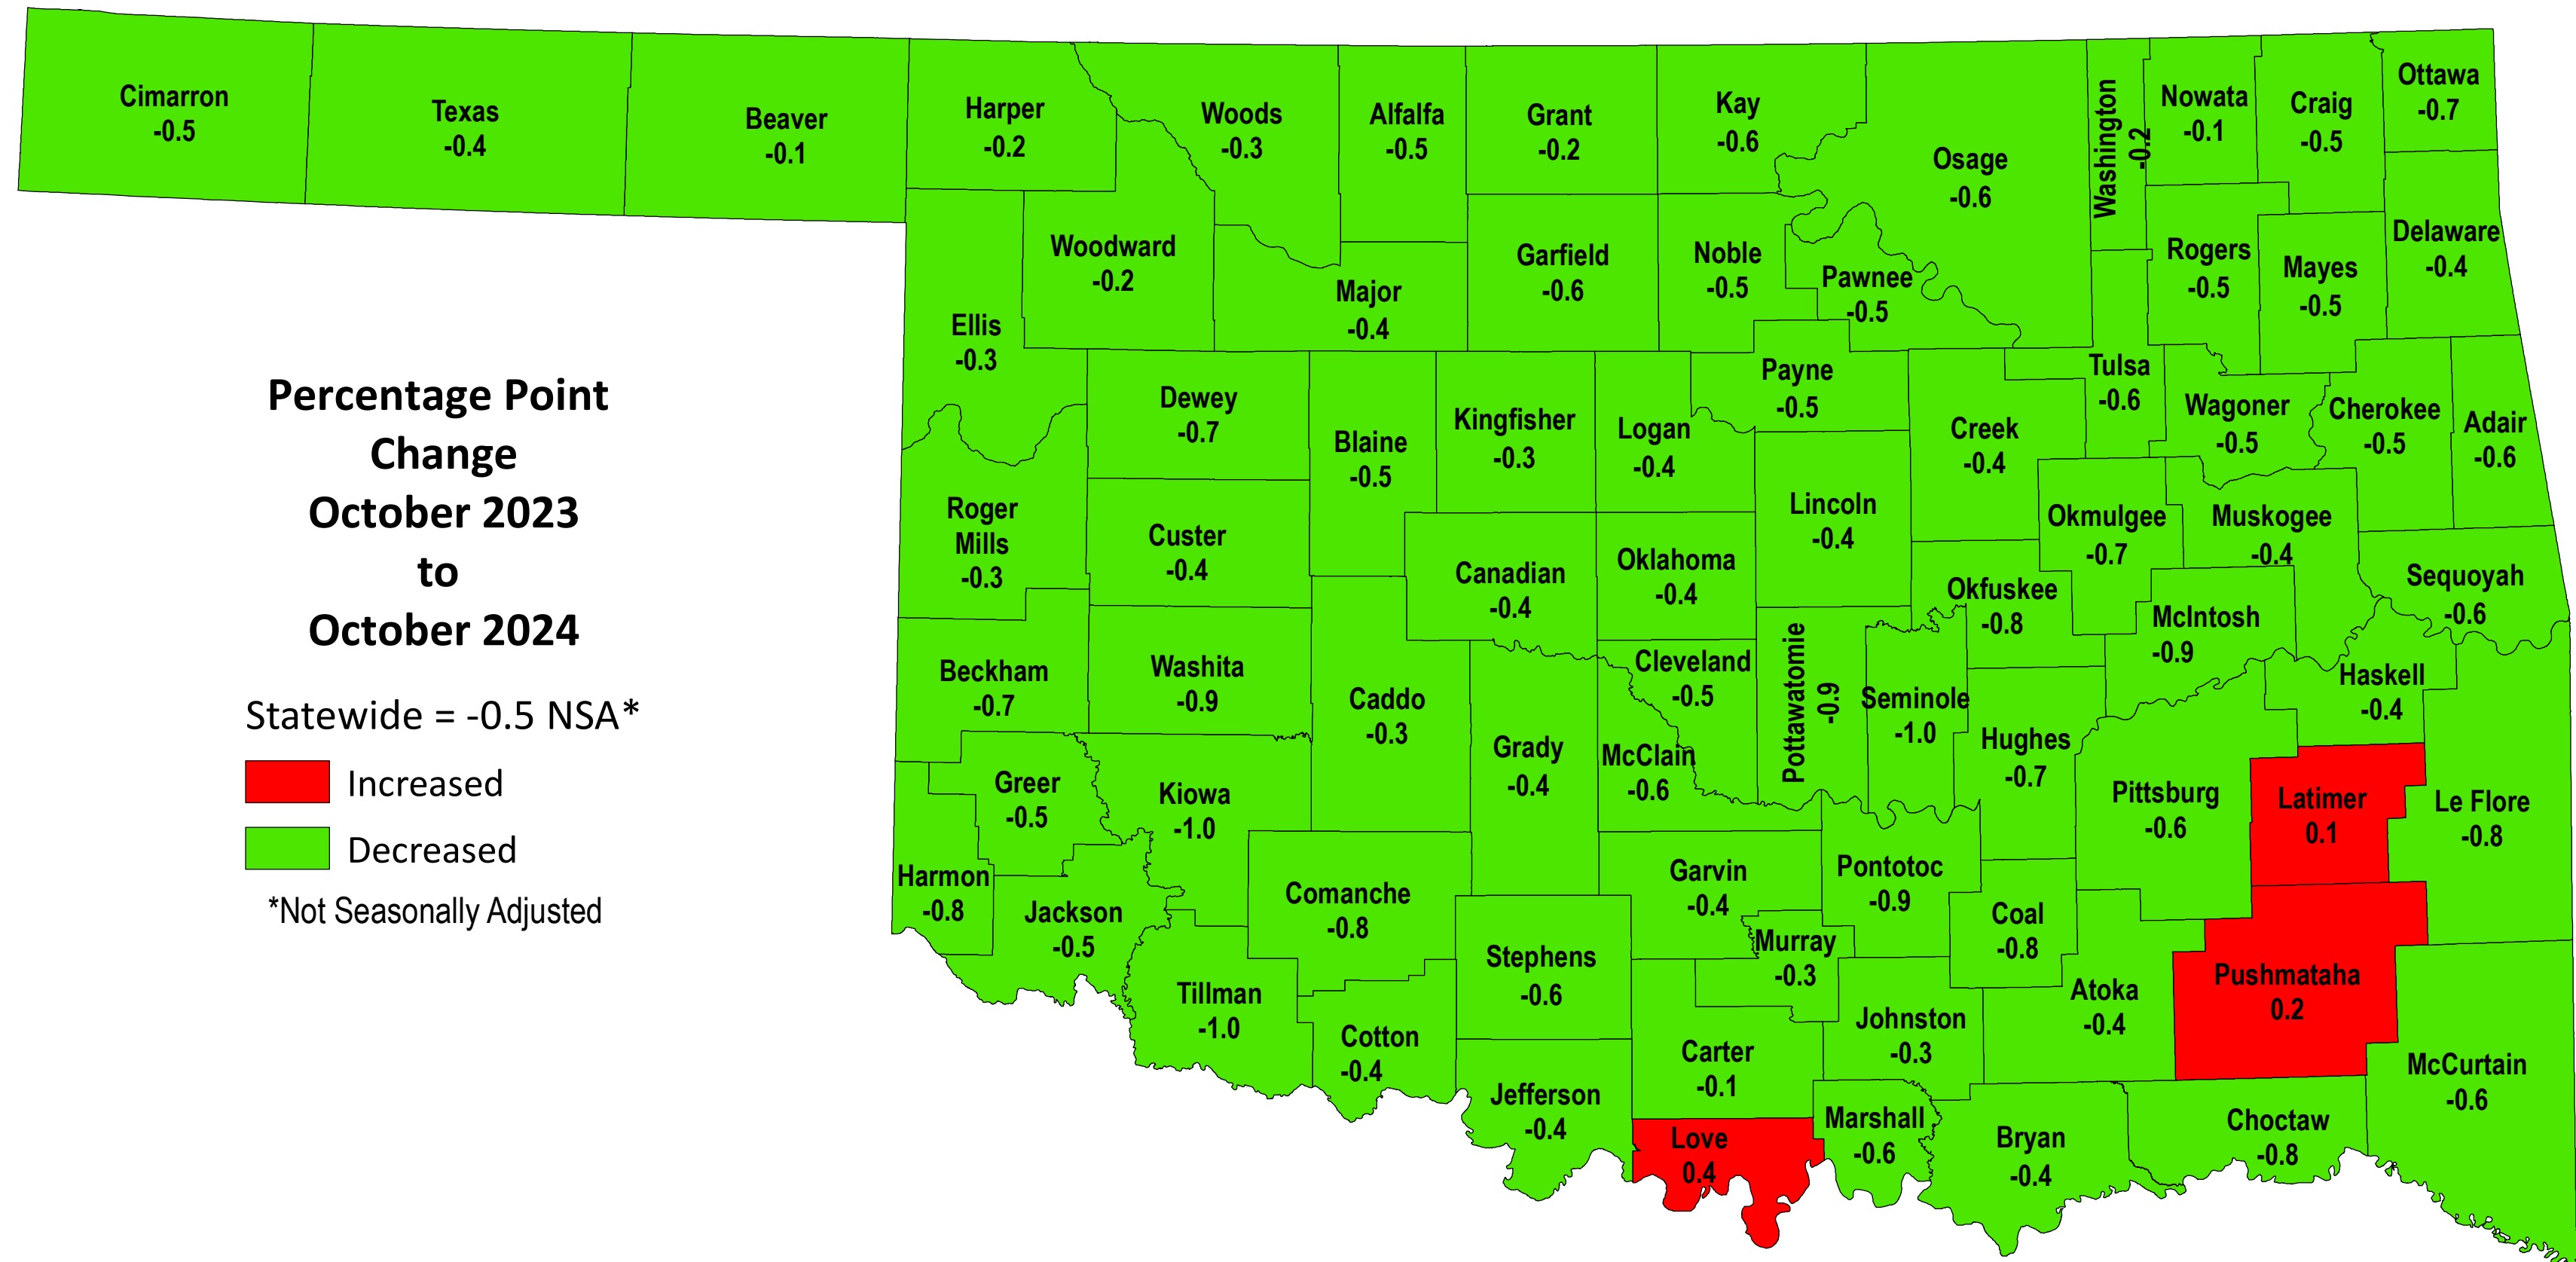 Cimarron
-0.5
Texas
-0.4
Beaver
-0.1
Harper
-0.2
Woods
-0.3
Alfalfa
-0.5
Grant
-0.2
Kay
-0.6
Osage
-0.6
Washington
-0.2
Nowata
-0.1
Craig
-0.5
Ottawa
-0.7
Woodward
-0.2
Ellis
-0.3
Major
-0.4
Garfield
-0.6
Noble
-0.5
Pawnee
-0.5
Rogers
-0.5
Mayes
-0.5
Delaware
-0.4
Percentage Point
Change
October 2023
to
October 2024
Statewide = -0.5 NSA*
Increased
Decreased
*Not Seasonally Adjusted
Dewey
-0.7
Blaine
-0.5
Kingfisher
-0.3
Logan
-0.4
Payne
-0.5
Creek
-0.4
Tulsa
-0.6
Wagoner
-0.5
Cherokee
-0.5
Adair
-0.6
Roger
Mills
-0.3
Custer
-0.4
Canadian
-0.4
Oklahoma
-0.4
Lincoln
-0.4
Okmulgee
-0.7
Muskogee
-0.4
Okfuskee
-0.8
McIntosh
-0.9
Sequoyah
-0.6
Beckham
-0.7
Washita
-0.9
Caddo
-0.3
Grady
-0.4
Cleveland
-0.5
McClain
-0.6
Pottawatomie
-0.9
Seminole
-1.0
Hughes
-0.7
Haskell
-0.4
Pittsburg
-0.6
Latimer
0.1
Le Flore
-0.8
Greer
-0.5
Kiowa
-1.0
Harmon
-0.8
Jackson
-0.5
Comanche
-0.8
Garvin
-0.4
Pontotoc
-0.9
Coal
-0.8
Murray
-0.3
Stephens
-0.6
Tillman
-1.0
Cotton
-0.4
Jefferson
-0.4
Carter
-0.1
Johnston
-0.3
Atoka
-0.4
Pushmataha
0.2
McCurtain
-0.6
Love
0.4
Marshall
-0.6
Bryan
-0.4
Choctaw
-0.8